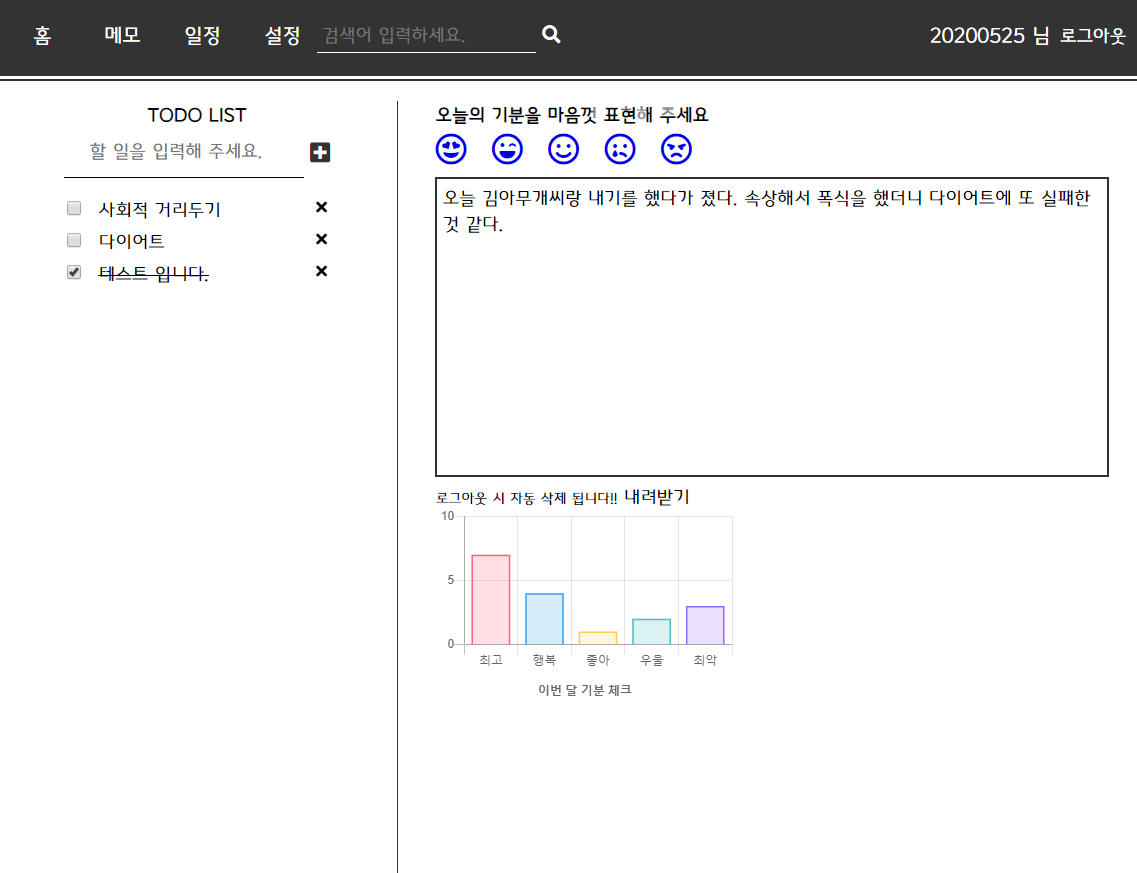 홈 메모 일정 설정 검색어 입력하세요. 20200525 님 로그아웃
TODO LIST
할 일을 입력해 주세요.
사회적 거리두기
다이어트
테스트 입니다.
오늘의 기분을 마음껏 표현해 주세요
오늘 김아무개씨랑 내기를 했다가 졌다. 속상해서 폭식을 했더니 다이어트에 또 실패한
것 같다.
로그아웃 시 자동 삭제 됩니다!! 내려받기
10
5
0
최고 행복 좋아 우울 최악
이번 달 기분 체크